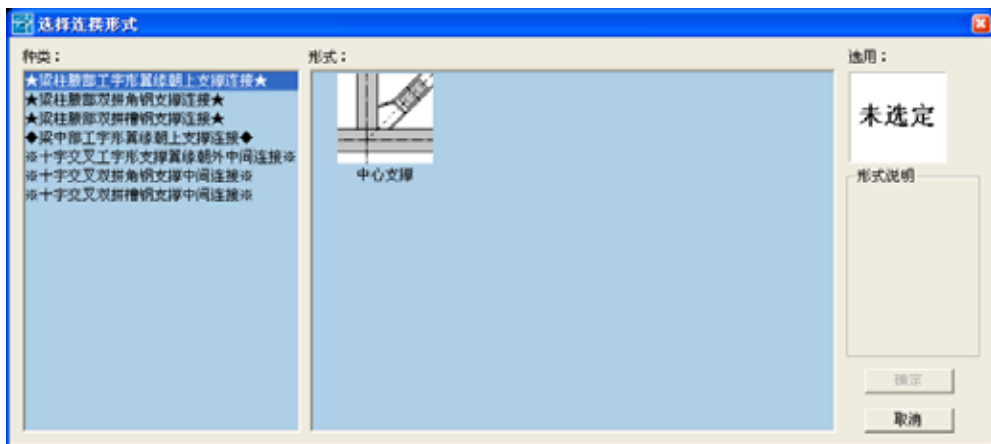 选择连接形式
种类：
形式：
选用：
★梁柱腋部工字形翼缘朝上支撑连接★
★梁柱腋部双拼角钢支撑连接★
★梁柱腋部双拼槽钢支撑连接★
◆梁中部工字形翼缘朝上支撑连接◆
※十字交叉工字形支撑翼缘朝外中间连接※
※十字交叉双拼角钢支撑中间连接※
※十字交叉双拼槽钢支撑中间连接※
中心支撑
未选定
形式说明
确定
取消